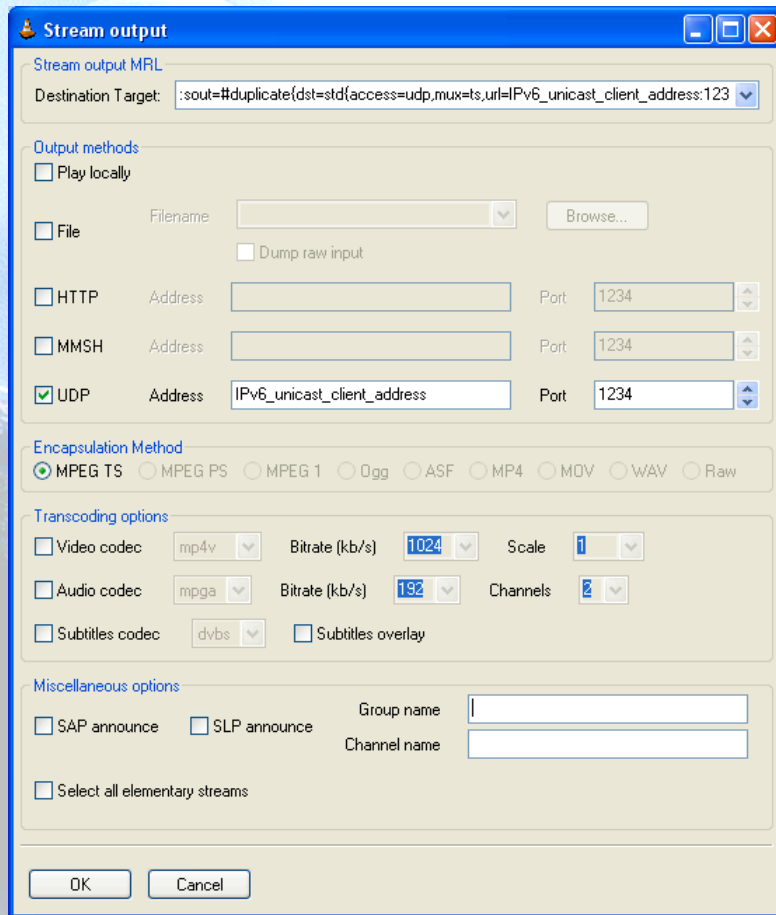 Stream output
Stream output MRL
Destination Target: :sout=#duplicate{dst=std{access=udp,mux=ts,url=IPv6_unicast_client_address:123
Output methods
Play locally
File Filename Browse...
Dump raw input
HTTP Address Port 1234
MMSH Address Port 1234
UDP Address IPv6_unicast_client_address Port 1234
Encapsulation Method
MPEG TS MPEG PS MPEG 1 Ogg ASF MP4 MOV WAV Raw
Transcoding options
Video codec mp4v Bitrate (kb/s) 1024 Scale 1
Audio codec mpga Bitrate (kb/s) 192 Channels 2
Subtitles codec dvbs Subtitles overlay
Miscellaneous options
Group name
SAP announce SLP announce
Channel name
Select all elementary streams
OK Cancel